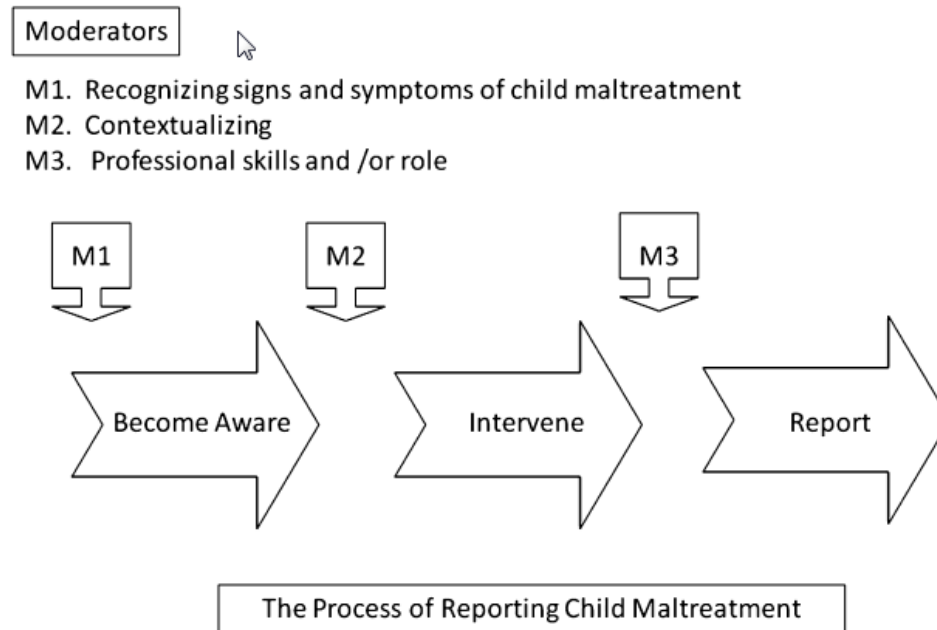 Moderators
M1. Recognizing signs and symptoms of child maltreatment
M2. Contextualizing
M3. Professional skills and /or role
M1
M2
M3
Become Aware
Intervene
Report
The Process of Reporting Child Maltreatment